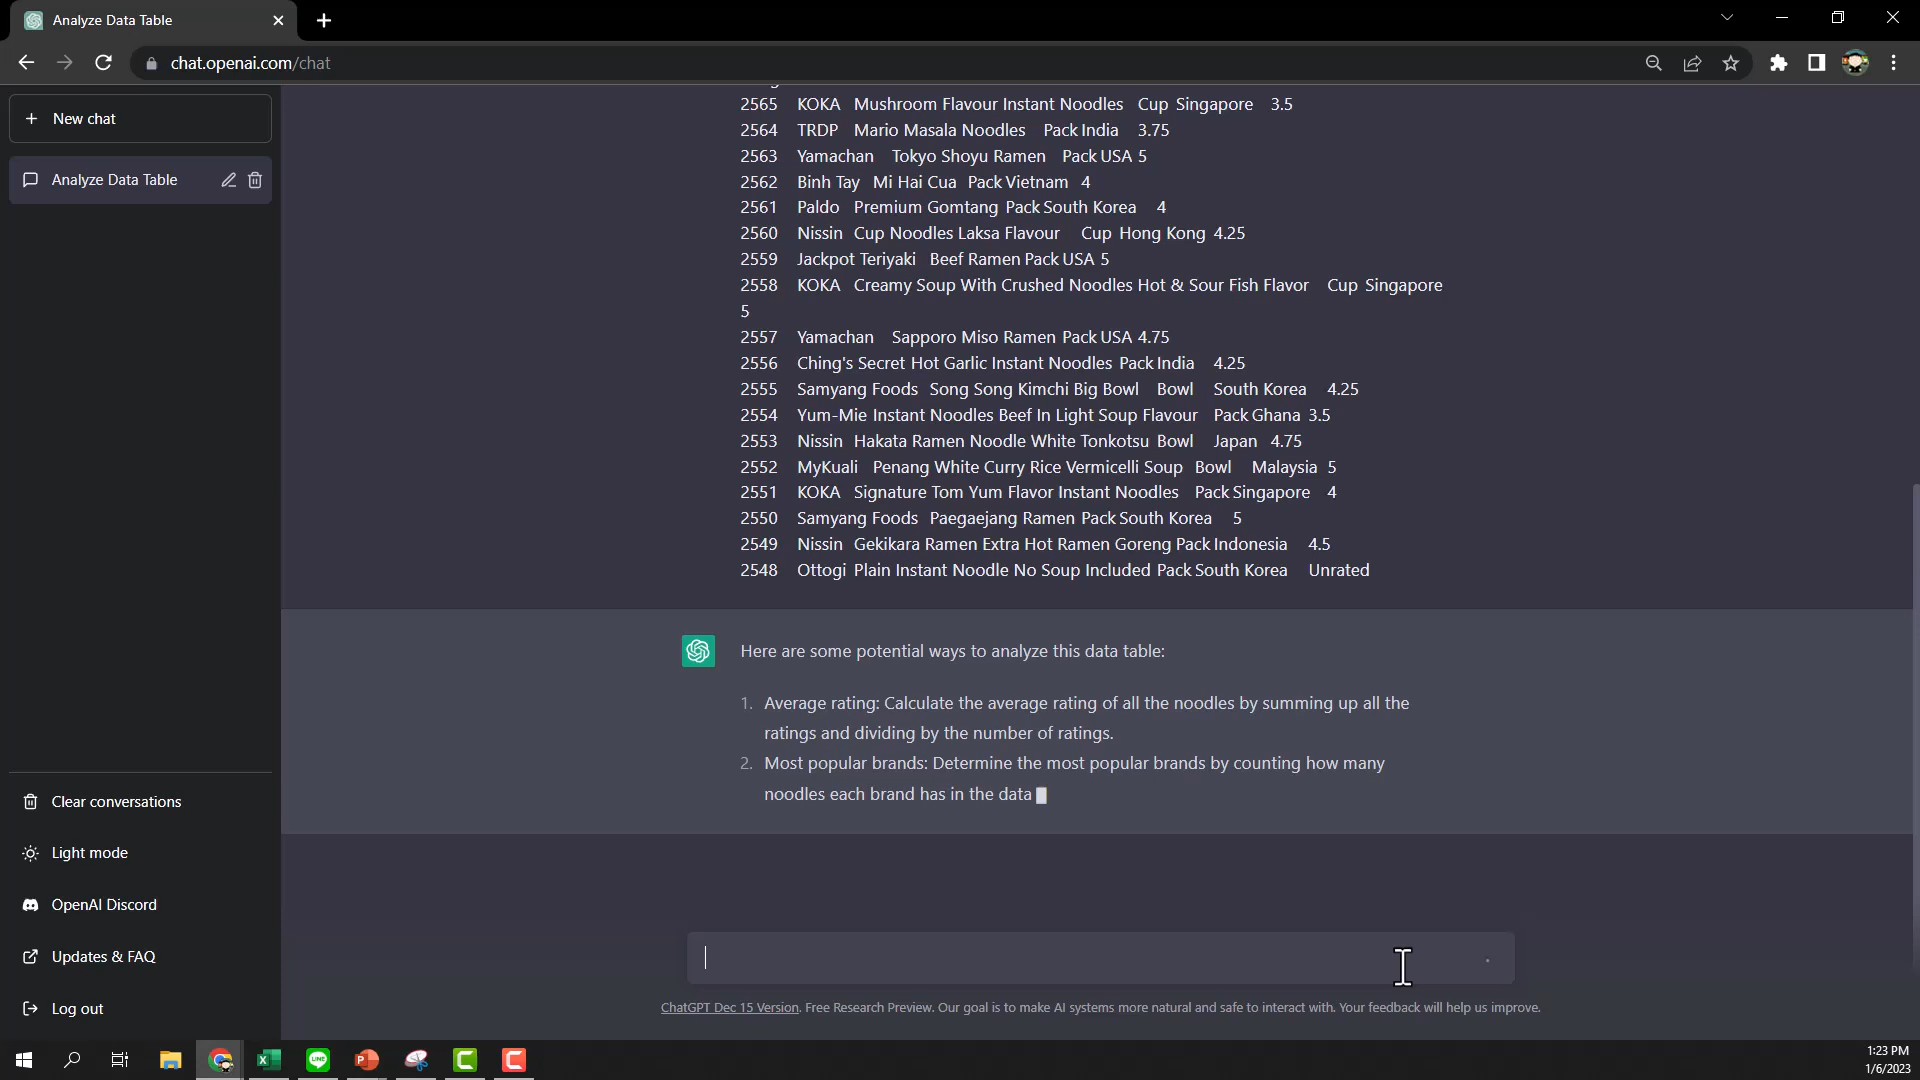 Analyze Data Table
chat.openai.com/chat
New chat
Analyze Data Table
2565 KOKA Mushroom Flavour Instant Noodles Cup Singapore 3.5
2564 TRDP Mario Masala Noodles Pack India 3.75
2563 Yamachan Tokyo Shoyu Ramen Pack USA 5
2562 Binh Tay Mi Hai Cua Pack Vietnam 4
2561 Paldo Premium Gomtang Pack South Korea 4
2560 Nissin Cup Noodles Laksa Flavour Cup Hong Kong 4.25
2559 Jackpot Teriyaki Beef Ramen Pack USA 5
2558 KOKA Creamy Soup With Crushed Noodles Hot & Sour Fish Flavor Cup Singapore
5
2557 Yamachan Sapporo Miso Ramen Pack USA 4.75
2556 Ching's Secret Hot Garlic Instant Noodles Pack India 4.25
2555 Samyang Foods Song Song Kimchi Big Bowl Bowl South Korea 4.25
2554 Yum-Mie Instant Noodles Beef In Light Soup Flavour Pack Ghana 3.5
2553 Nissin Hakata Ramen Noodle White Tonkotsu Bowl Japan 4.75
2552 MyKuali Penang White Curry Rice Vermicelli Soup Bowl Malaysia 5
2551 KOKA Signature Tom Yum Flavor Instant Noodles Pack Singapore 4
2550 Samyang Foods Paegaejang Ramen Pack South Korea 5
2549 Nissin Gekikara Ramen Extra Hot Ramen Goreng Pack Indonesia 4.5
2548 Ottogi Plain Instant Noodle No Soup Included Pack South Korea Unrated
Here are some potential ways to analyze this data table:
1. Average rating: Calculate the average rating of all the noodles by summing up all the
ratings and dividing by the number of ratings.
2. Most popular brands: Determine the most popular brands by counting how many
noodles each brand has in the data
Clear conversations
Light mode
OpenAI Discord
Updates & FAQ
Log out
ChatGPT Dec 15 Version. Free Research Preview. Our goal is to make AI systems more natural and safe to interact with. Your feedback will help us improve.
1:23 PM
1/6/2023